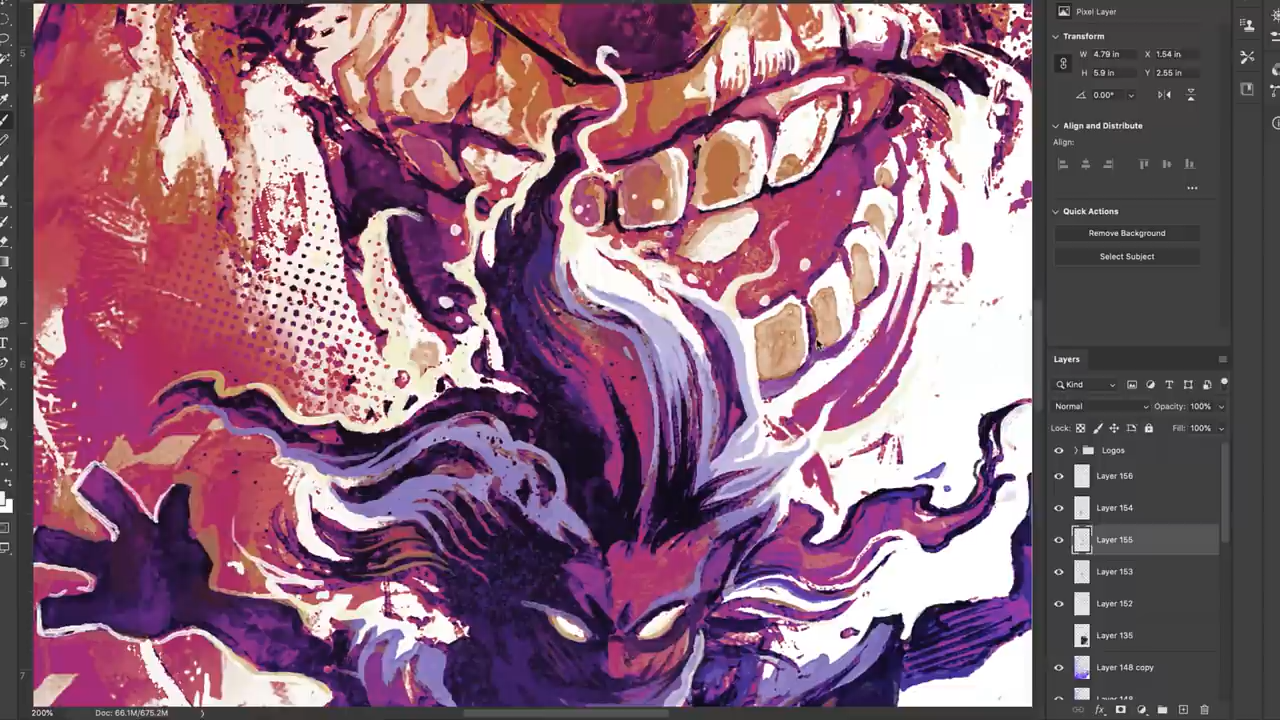 Pixel Layer
Transform
W 4.79 in X 1.54 in
H 5.9 in Y 2.55 in
0.00°
Align and Distribute
Align:
Quick Actions
Remove Background
Select Subject
Layers
Kind
Normal Opacity: 100%
Lock: Fill: 100%
Logos
Layer 156
Layer 154
Layer 155
Layer 153
Layer 152
Layer 135
Layer 148 copy
5
6
7
200% Doc: 66.1M/675.2M